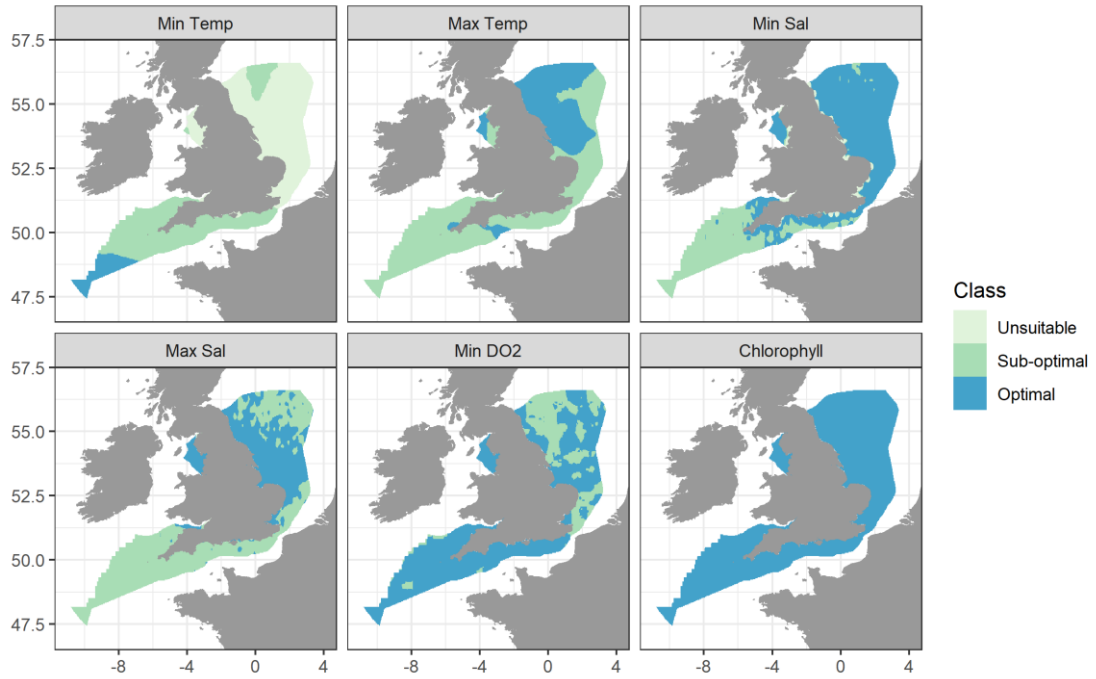 Min Temp
Max Temp
Min Sal
57.5
55.0
52.5
50.0
47.5
Class
Unsuitable
Sub-optimal
Optimal
Max Sal
Min DO2
Chlorophyll
57.5
55.0
52.5
50.0
47.5
-8 -4 0 4
-8 -4 0 4
-8 -4 0 4